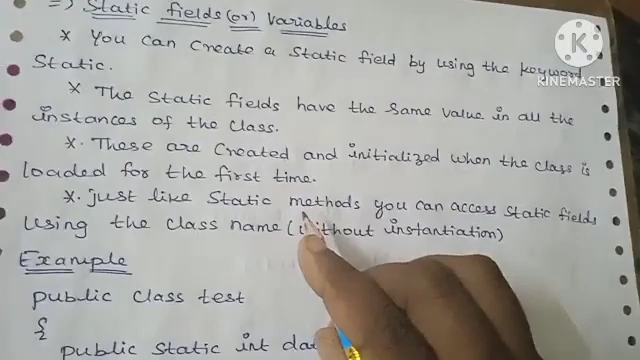 =) Static fields (or) variables
* You can create a static field by using the keyword
Static.
* The static fields have the same value in all the
instances of the class.
*. These are created and initialized when the class is
loaded for the first time.
*. Just like static methods you can access static fields
using the class name (without instantiation)
Example
public class test
{
public static int
K
KINEMASTER